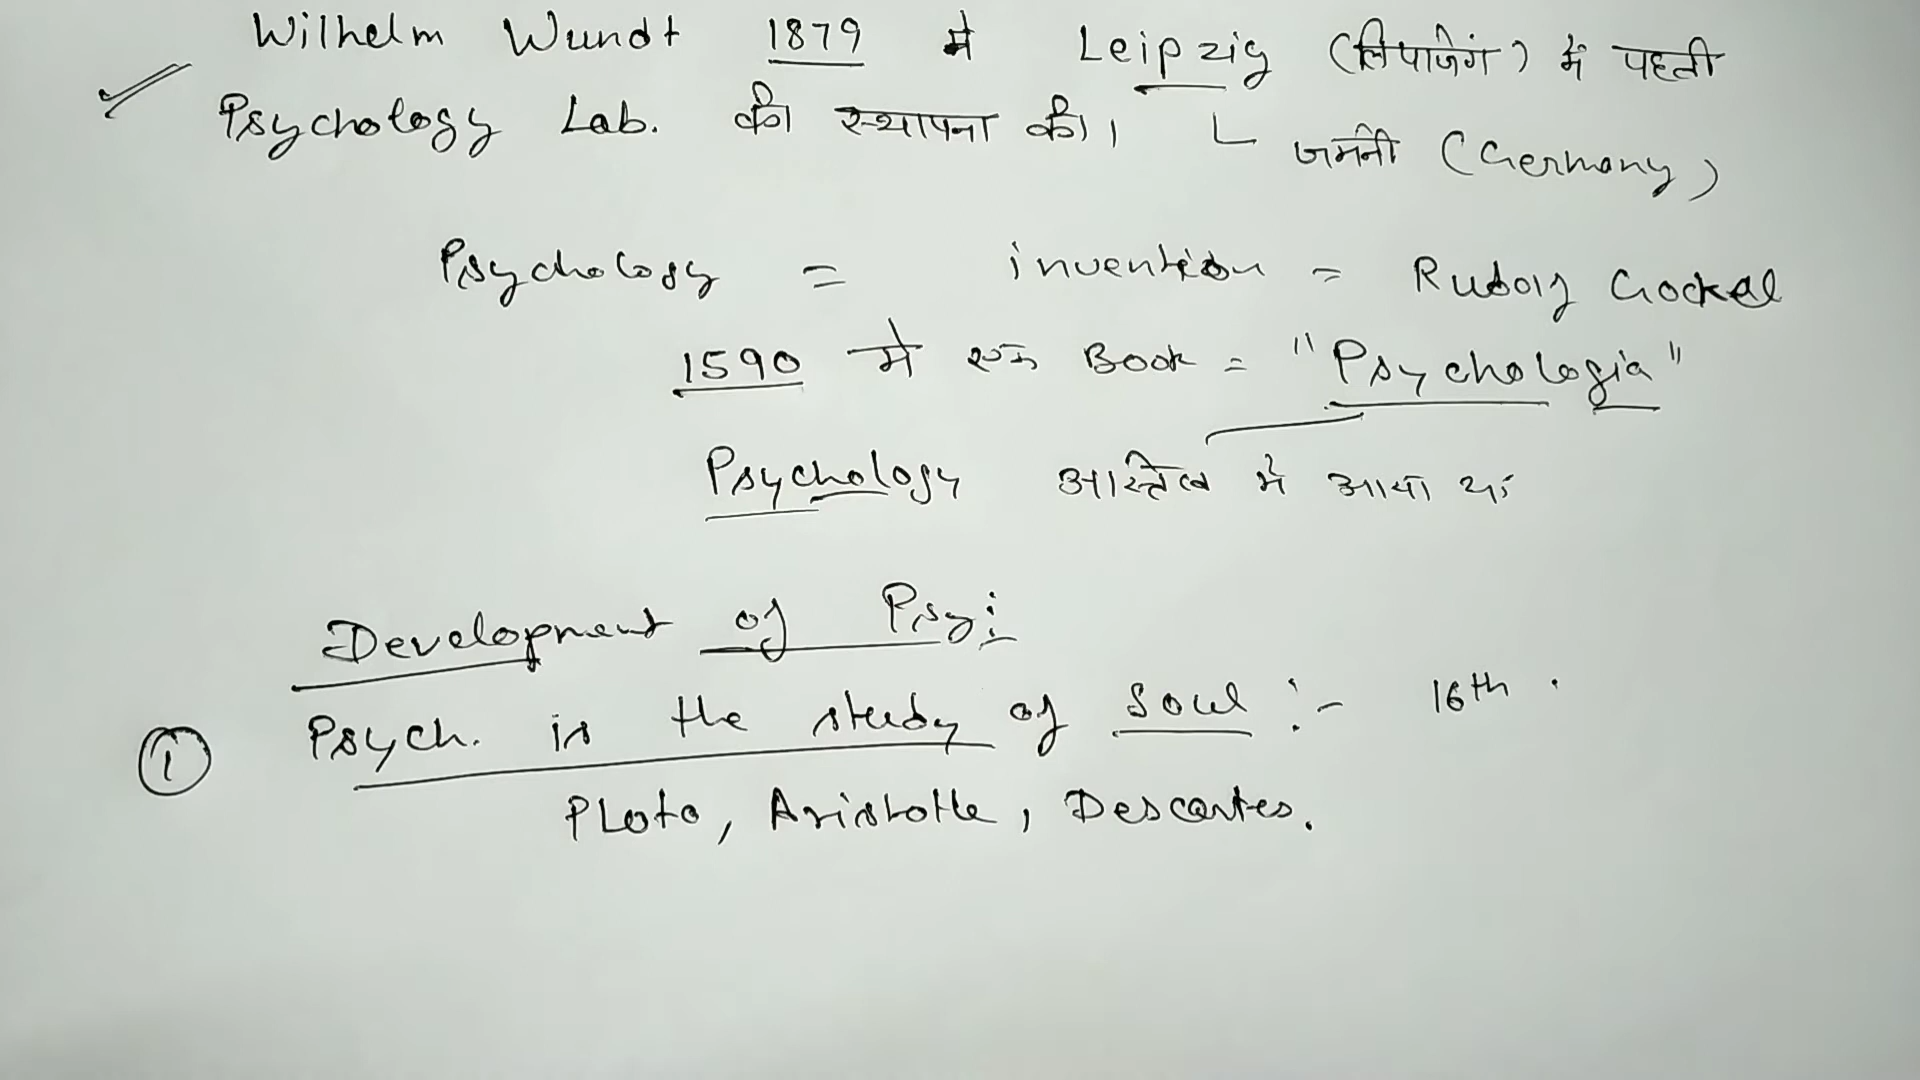 Wilhelm Wundt 1879 मे Leipzig (लिपाजिंग) में पहली
Psychology Lab. की स्थापना की।
जर्मनी (Germany)
Psychology = invention = Rudolf Gockel
1590 मे एक Book = "Psychologia"
Psychology अस्तित्व में आया था
Development of Psy:
① Psych. is the study of Soul :- 16th.
Plato, Aristotle, Descartes.